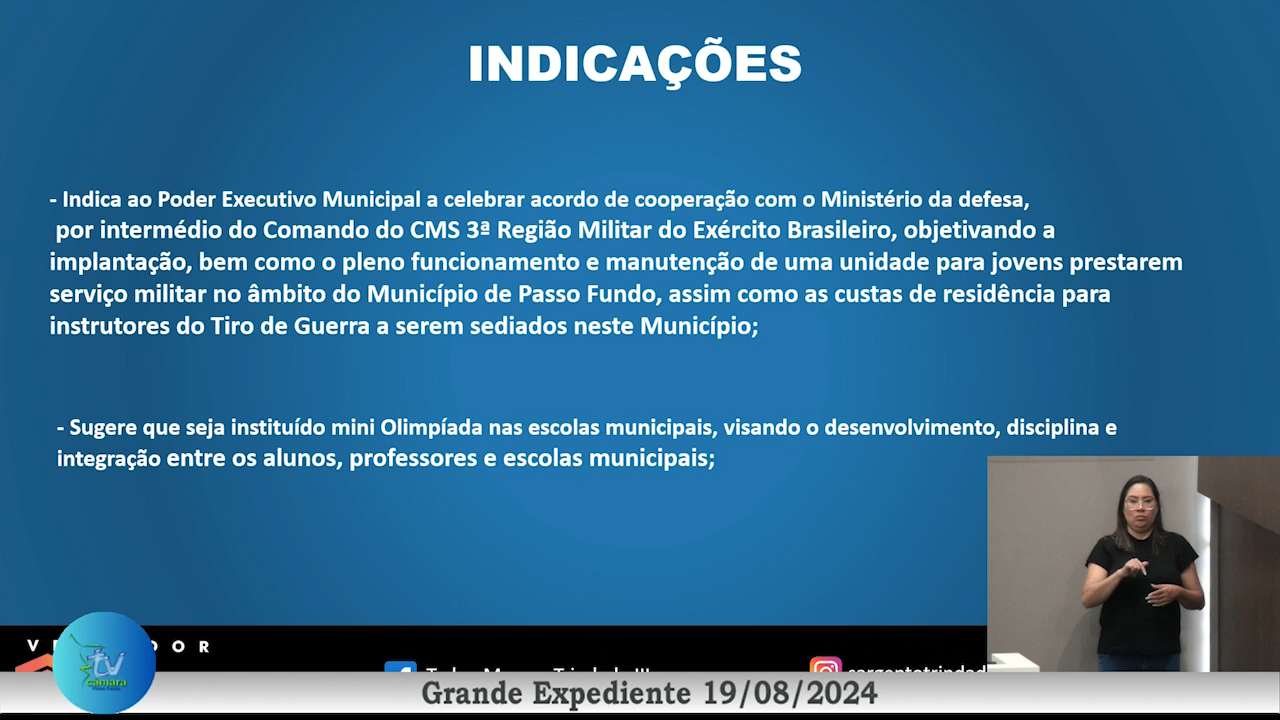 INDICAÇÕES
- Indica ao Poder Executivo Municipal a celebrar acordo de cooperação com o Ministério da defesa,
por intermédio do Comando do CMS 3ª Região Militar do Exército Brasileiro, objetivando a
implantação, bem como o pleno funcionamento e manutenção de uma unidade para jovens prestarem
serviço militar no âmbito do Município de Passo Fundo, assim como as custas de residência para
instrutores do Tiro de Guerra a serem sediados neste Município;
- Sugere que seja instituído mini Olimpíada nas escolas municipais, visando o desenvolvimento, disciplina e
integração entre os alunos, professores e escolas municipais;
tv
câmara
Grande Expediente 19/08/2024